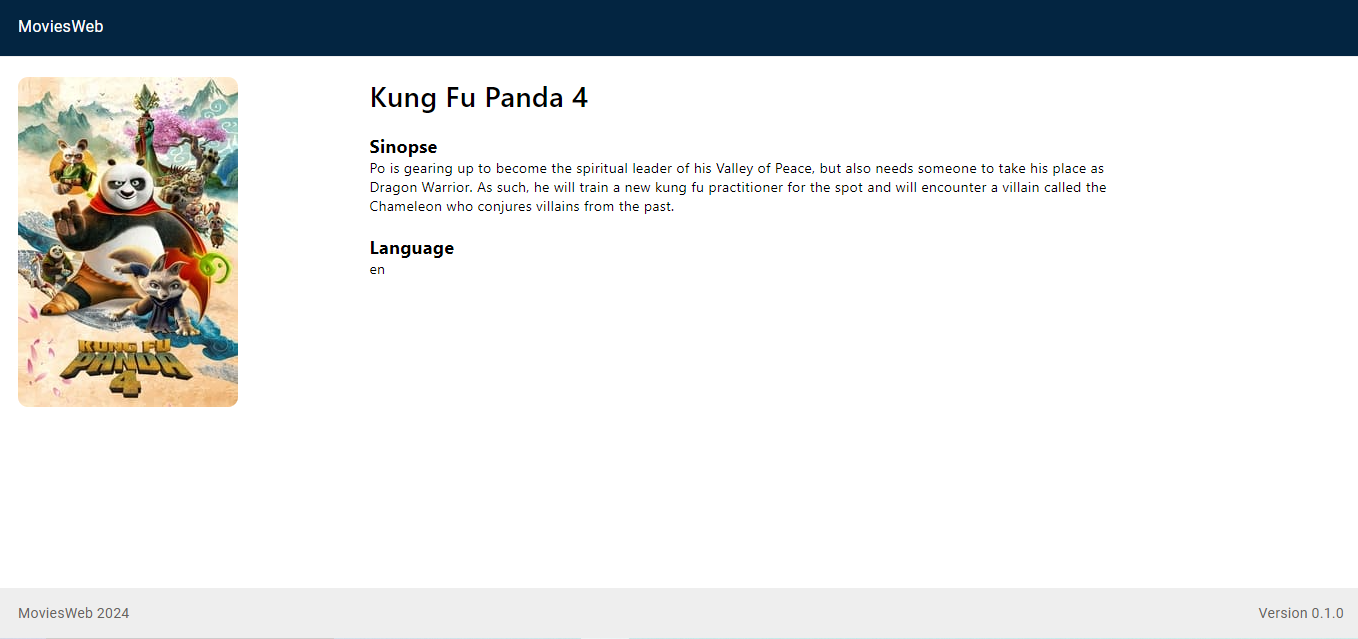 MoviesWeb
Kung Fu Panda 4
Sinopse
Po is gearing up to become the spiritual leader of his Valley of Peace, but also needs someone to take his place as
Dragon Warrior. As such, he will train a new kung fu practitioner for the spot and will encounter a villain called the
Chameleon who conjures villains from the past.
Language
en
KUNG FU
PANDA
4
MoviesWeb 2024
Version 0.1.0